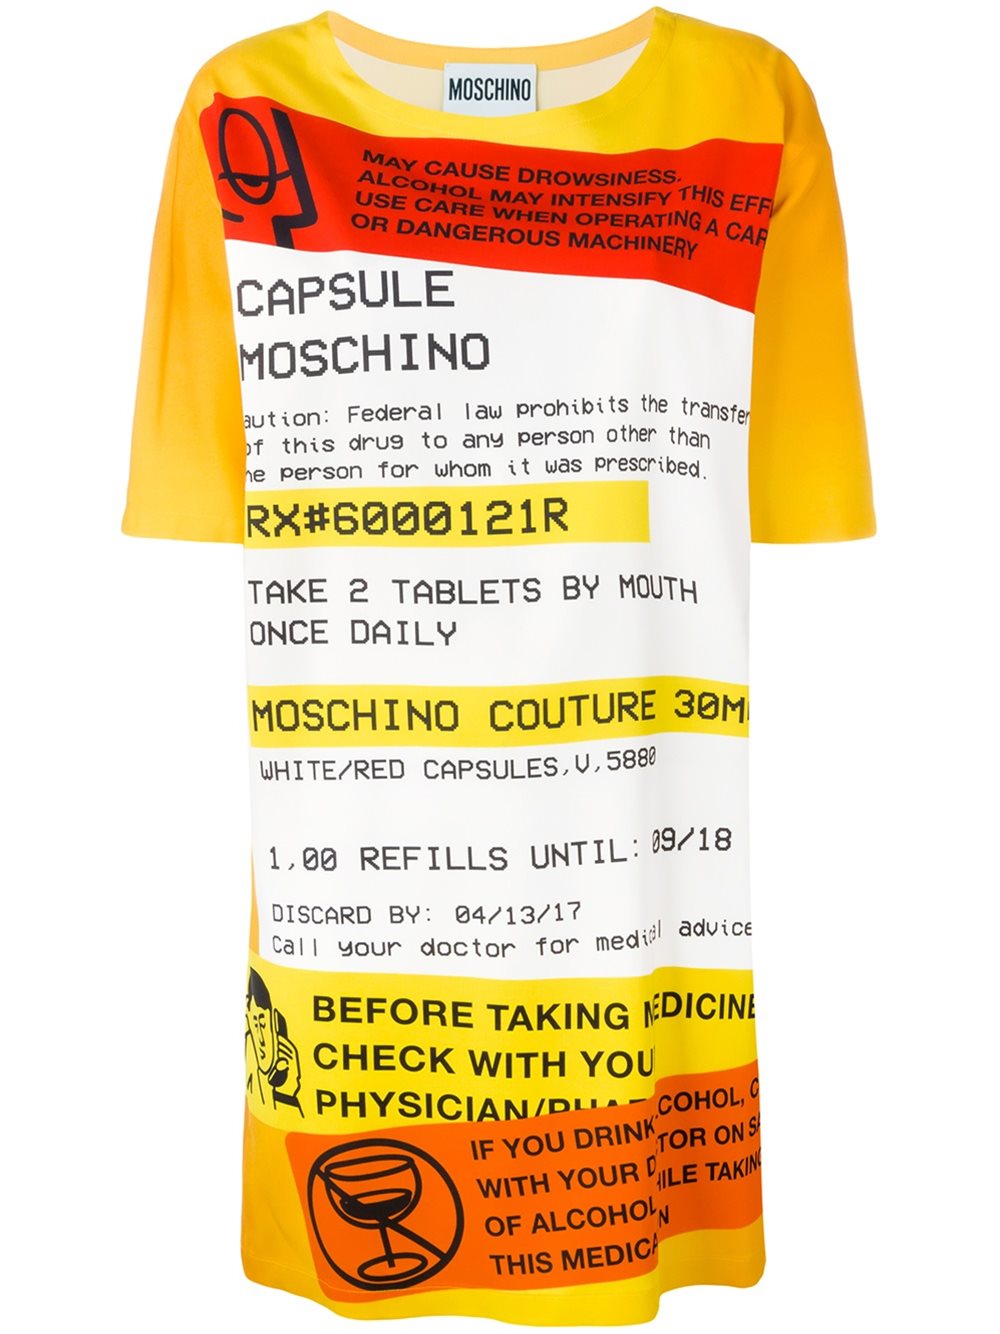 MOSCHINO
MAY CAUSE DROWSINESS.
ALCOHOL MAY INTENSIFY THIS EFF
USE CARE WHEN OPERATING A CAR
OR DANGEROUS MACHINERY
CAPSULE
MOSCHINO
aution: Federal law prohibits the transfer
of this drug to any person other than
he person for whom it was prescribed.
RX#6000121R
TAKE 2 TABLETS BY MOUTH
ONCE DAILY
MOSCHINO COUTURE 30M
WHITE/RED CAPSULES,V,5880
1,00 REFILLS UNTIL: 09/18
DISCARD BY: 04/13/17
Call your doctor for medical advice
BEFORE TAKING MEDICINE
CHECK WITH YOU
PHYSICIAN/PHAR
IF YOU DRINK COHOL, C
WITH YOUR D TOR ON SA
OF ALCOHOL HILE TAKING
THIS MEDICA N